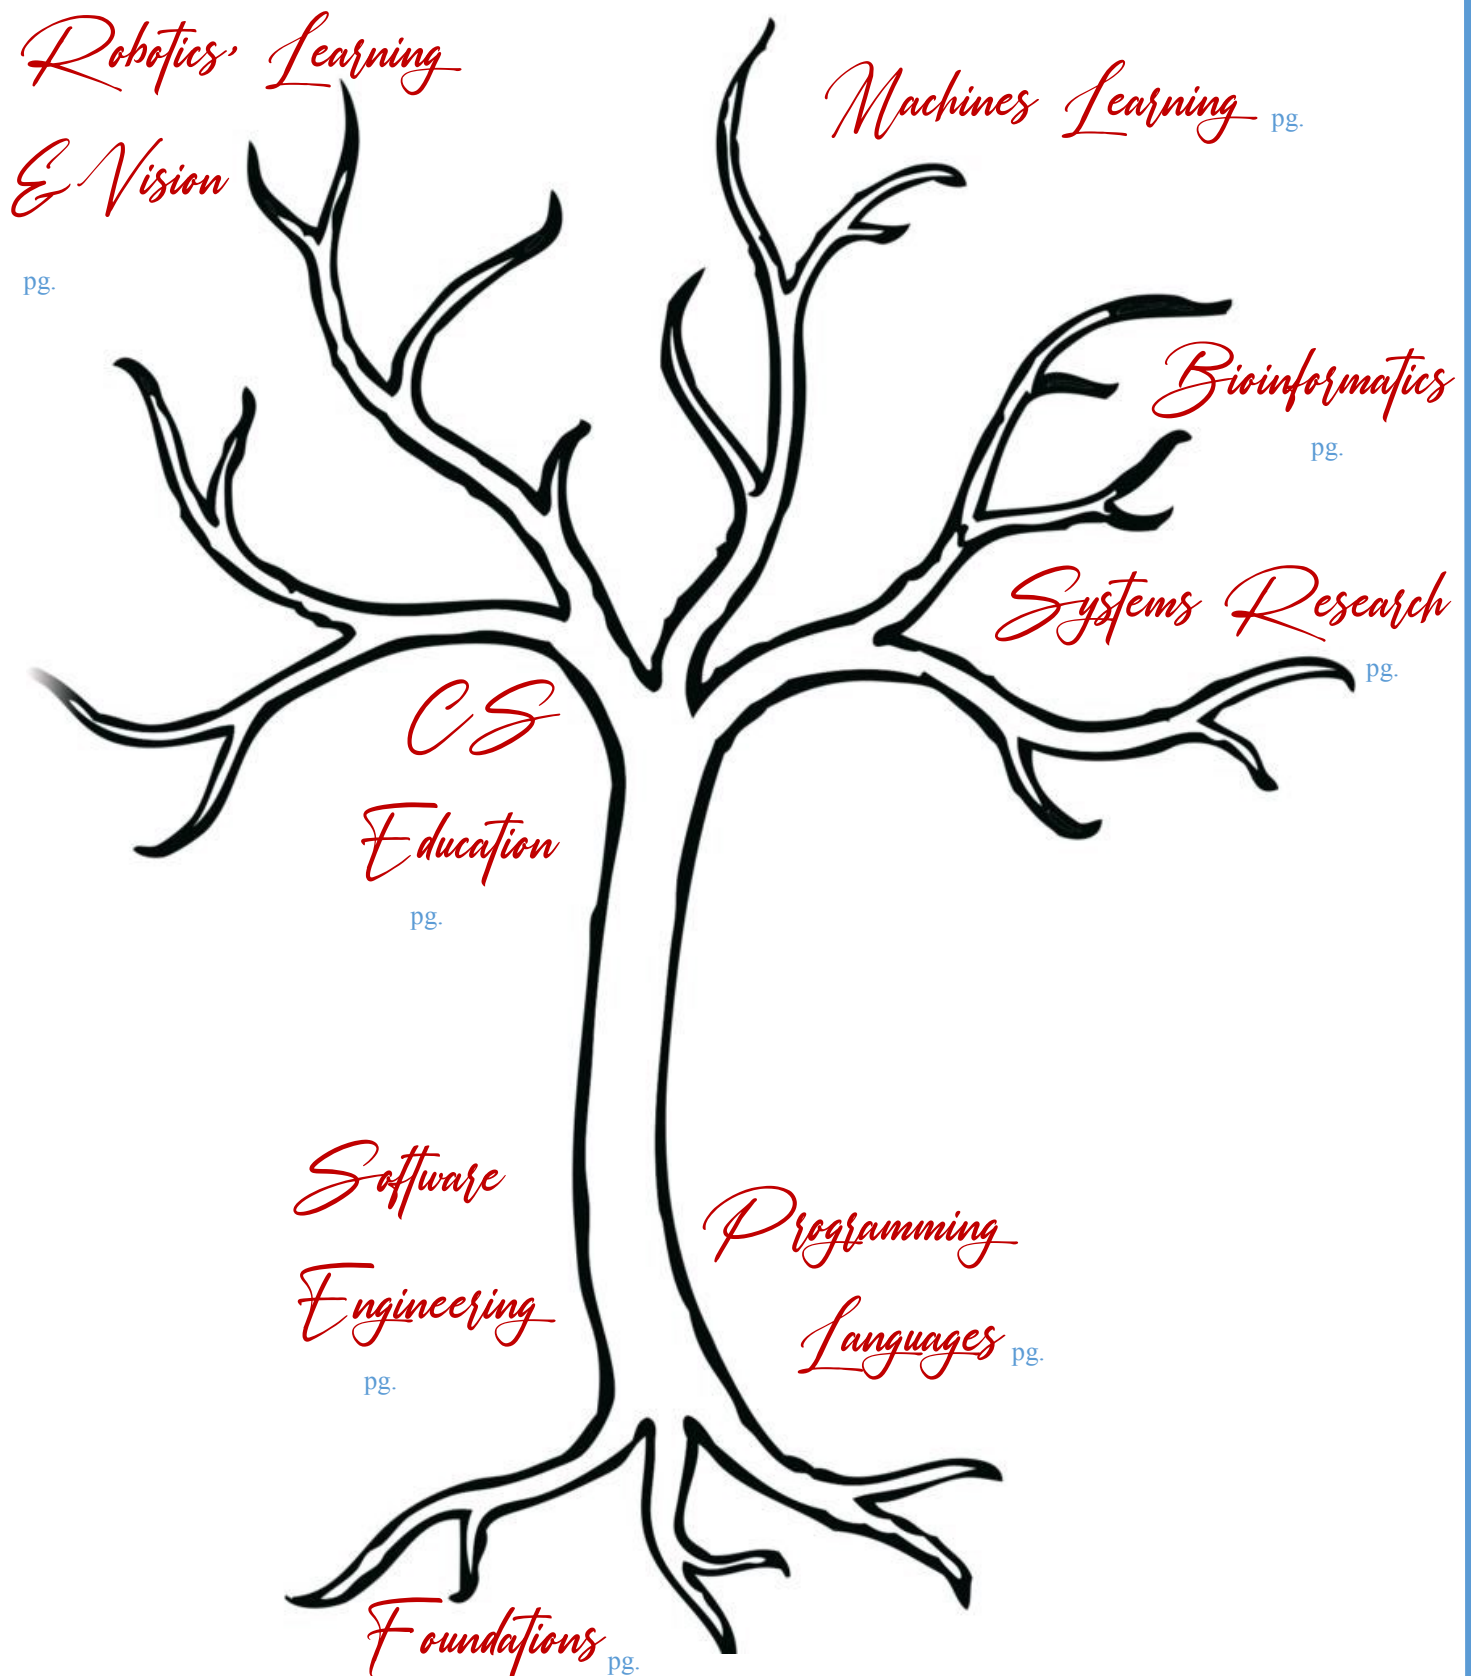 Robotics' Learning
& Vision
pg.
Machines Learning pg.
Bioinformatics
pg.
Systems Research
pg.
CS
Education
pg.
Software
Engineering
pg.
Programming
Languages pg.
Foundations pg.